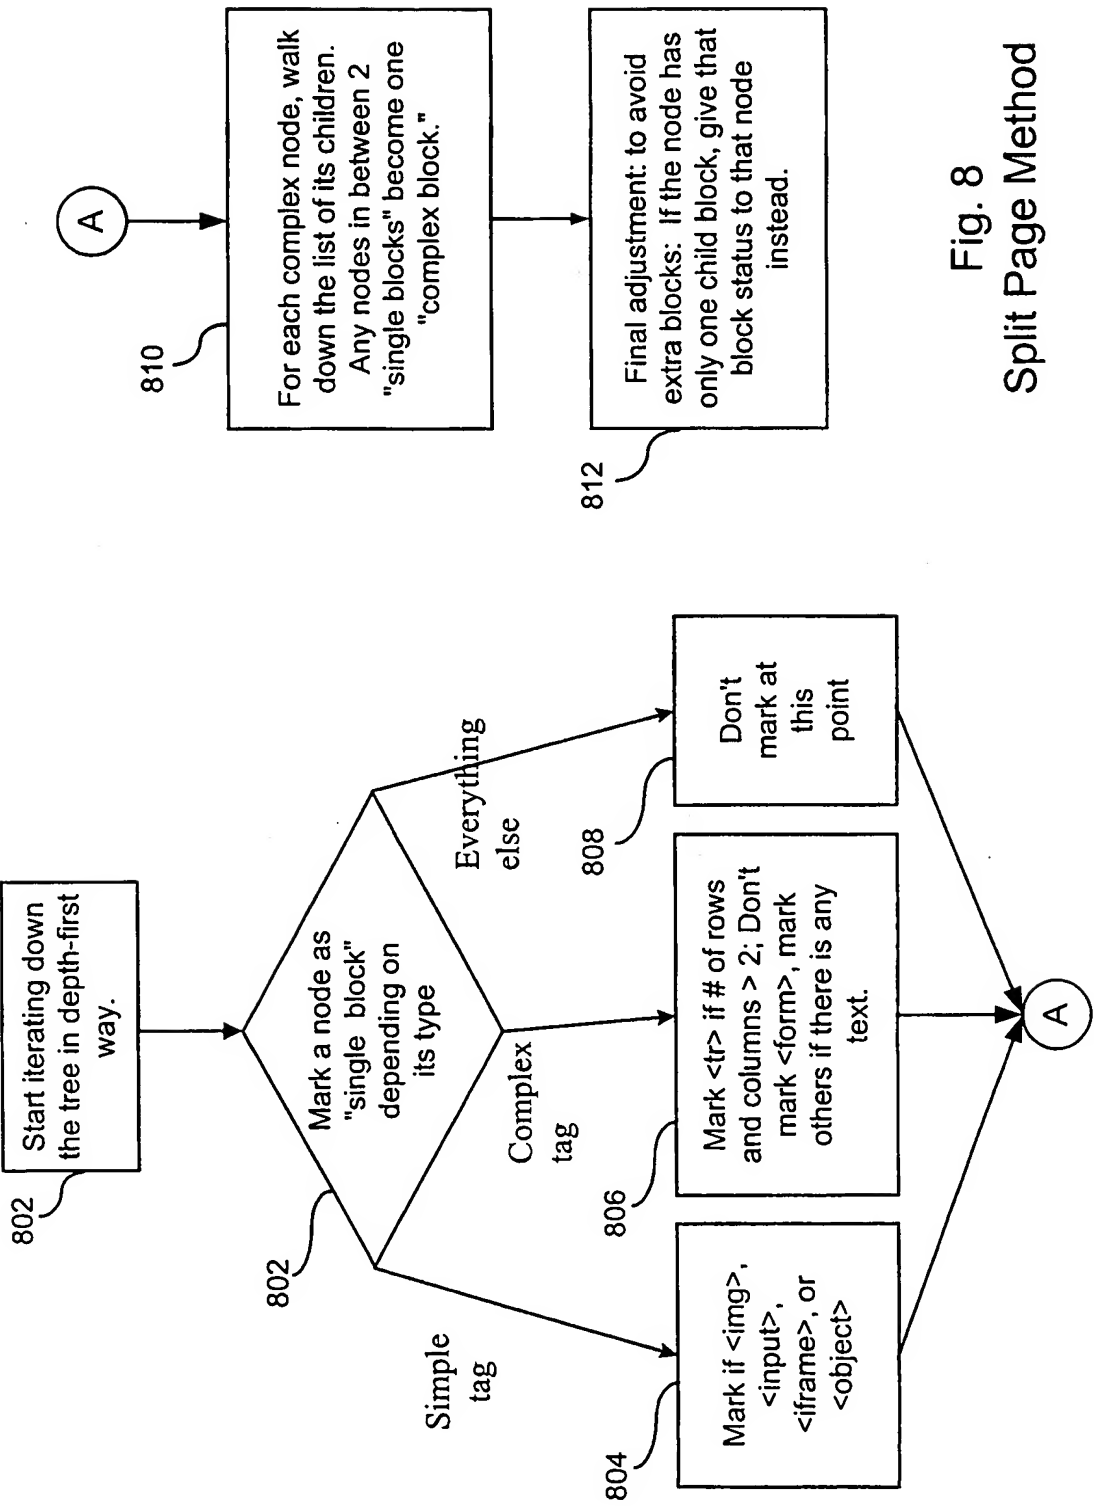 802
Start iterating down
the tree in depth-first
way.
802
Mark a node as
"single block"
depending on
its type
Simple
tag
Complex
tag
Everything
else
804
Mark if <img>,
<input>,
<iframe>, or
<object>
806
Mark <tr> if # of rows
and columns > 2; Don't
mark <form>, mark
others if there is any
text.
808
Don't
mark at
this
point
A
A
810
For each complex node, walk
down the list of its children.
Any nodes in between 2
"single blocks" become one
"complex block."
812
Final adjustment: to avoid
extra blocks: If the node has
only one child block, give that
block status to that node
instead.
Fig. 8
Split Page Method